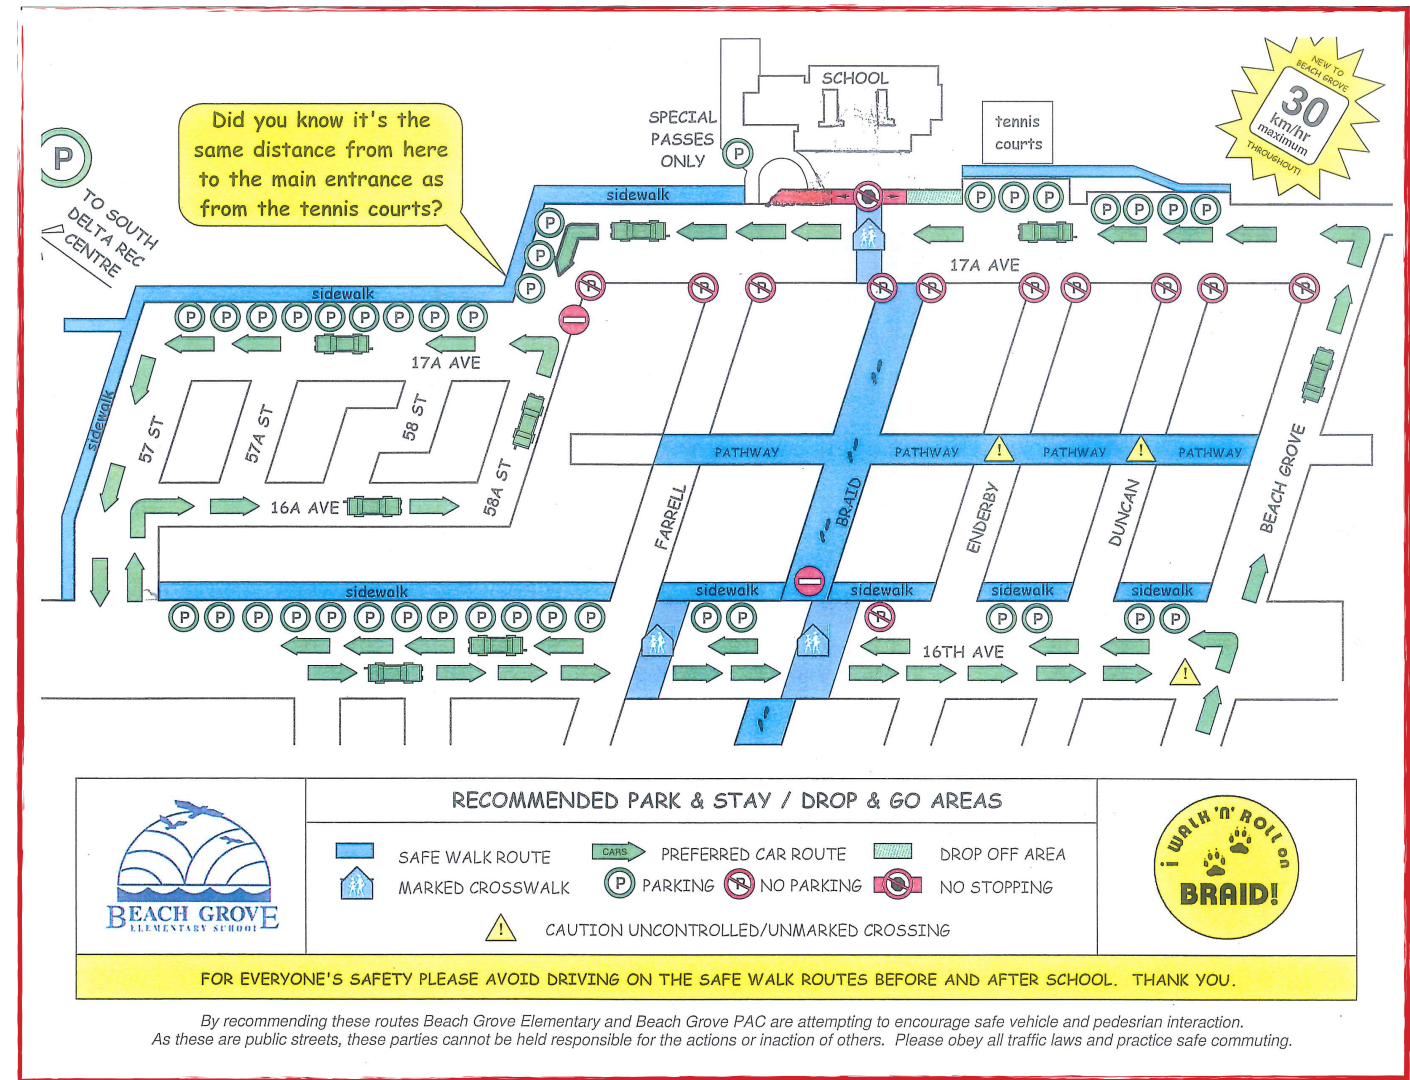 NEW TO
BEACH GROVE
30
km/hr
maximum
THROUGHOUT!
SCHOOL
SPECIAL
PASSES
ONLY
P
tennis
courts
Did you know it's the
same distance from here
to the main entrance as
from the tennis courts?
P
TO SOUTH
DELTA REC
CENTRE
sidewalk
P P P
P P P P
P
P
P
17A AVE
P P P P P P P P P P
sidewalk
P P P P P P P P P
17A AVE
sidewalk
57 ST
57A ST
58 ST
58A ST
16A AVE
PATHWAY
PATHWAY
!
PATHWAY
!
PATHWAY
FARRELL
BRAID
ENDERBY
DUNCAN
BEACH GROVE
sidewalk
sidewalk
sidewalk
sidewalk
sidewalk
P P P P P P P P P P P P
P P
P
P P
P P
16TH AVE
!
RECOMMENDED PARK & STAY / DROP & GO AREAS
SAFE WALK ROUTE
CARS
PREFERRED CAR ROUTE
DROP OFF AREA
MARKED CROSSWALK
P PARKING
P NO PARKING
NO STOPPING
! CAUTION UNCONTROLLED/UNMARKED CROSSING
BEACH GROVE
ELEMENTARY SCHOOL
i WALK 'N' ROLL on
BRAID!
FOR EVERYONE'S SAFETY PLEASE AVOID DRIVING ON THE SAFE WALK ROUTES BEFORE AND AFTER SCHOOL. THANK YOU.
By recommending these routes Beach Grove Elementary and Beach Grove PAC are attempting to encourage safe vehicle and pedestrian interaction.
As these are public streets, these parties cannot be held responsible for the actions or inaction of others. Please obey all traffic laws and practice safe commuting.